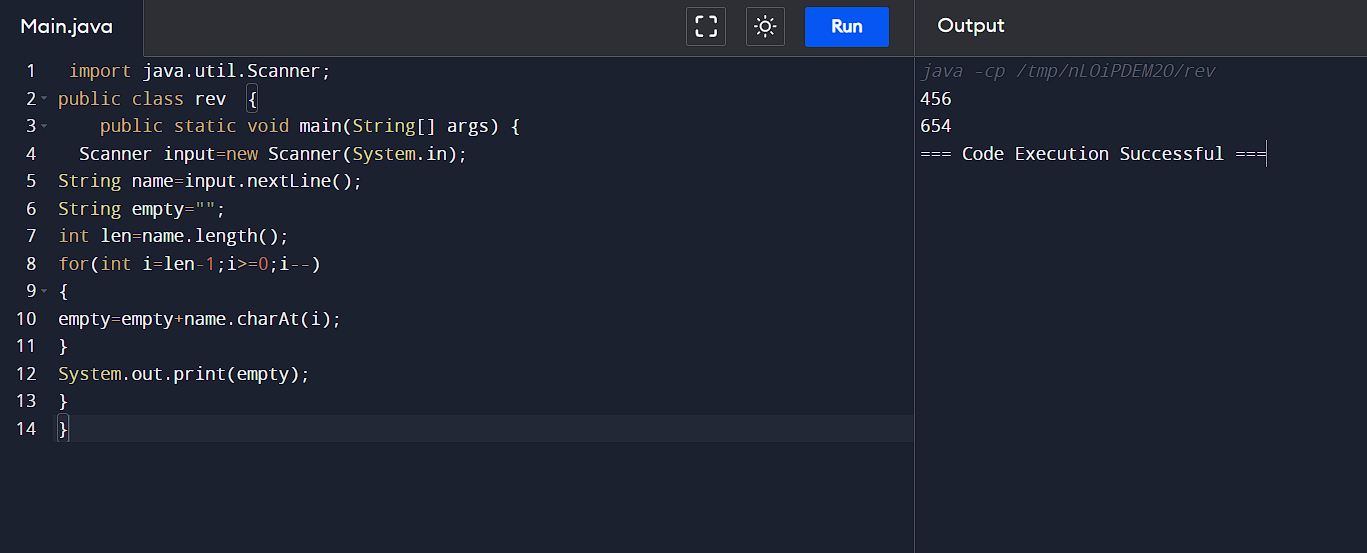 Main.java
Run
Output
1 import java.util.Scanner;
2 public class rev {
3 public static void main(String[] args) {
4 Scanner input=new Scanner(System.in);
5 String name=input.nextLine();
6 String empty="";
7 int len=name.length();
8 for(int i=len-1;i>=0;i--)
9 {
10 empty=empty+name.charAt(i);
11 }
12 System.out.print(empty);
13 }
14 }
java -cp /tmp/nLOiPDEM2O/rev
456
654
=== Code Execution Successful ===